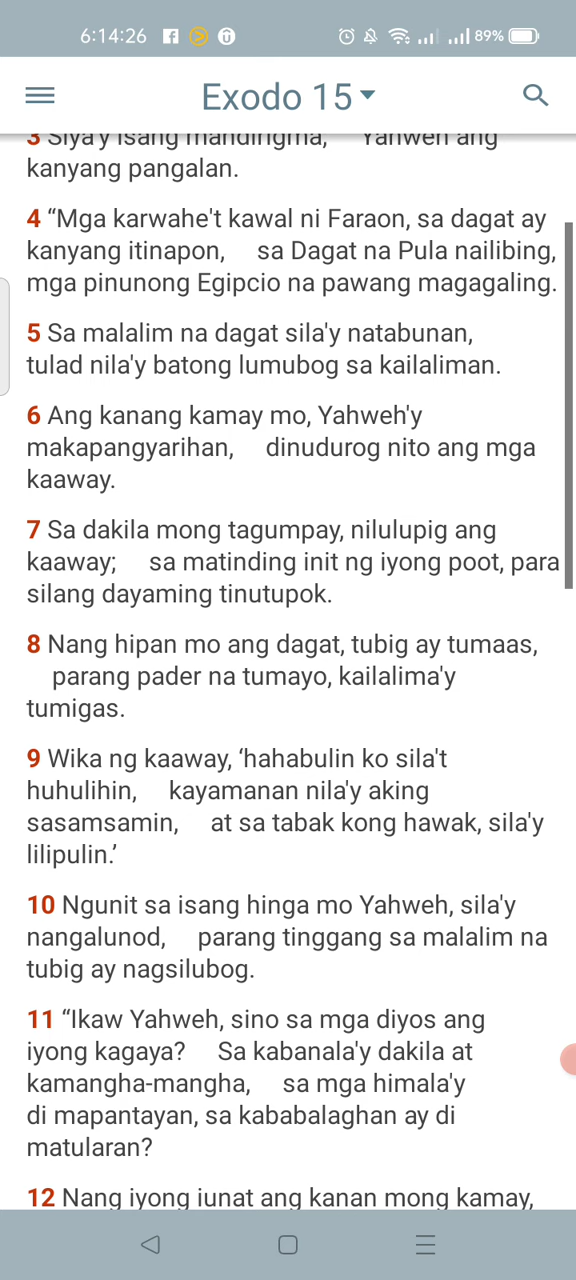 6:14:26
89%
Exodo 15
3 Siya'y isang mandirigma, Yahweh ang
kanyang pangalan.
4 “Mga karwahe't kawal ni Faraon, sa dagat ay
kanyang itinapon, sa Dagat na Pula nailibing,
mga pinunong Egipcio na pawang magagaling.
5 Sa malalim na dagat sila'y natabunan,
tulad nila'y batong lumubog sa kailaliman.
6 Ang kanang kamay mo, Yahweh'y
makapangyarihan, dinudurog nito ang mga
kaaway.
7 Sa dakila mong tagumpay, nilulupig ang
kaaway; sa matinding init ng iyong poot, para
silang dayaming tinutupok.
8 Nang hipan mo ang dagat, tubig ay tumaas,
parang pader na tumayo, kailalima'y
tumigas.
9 Wika ng kaaway, ‘hahabulin ko sila't
huhulihin, kayamanan nila'y aking
sasamsamin, at sa tabak kong hawak, sila'y
lilipulin.’
10 Ngunit sa isang hinga mo Yahweh, sila'y
nangalunod, parang tinggang sa malalim na
tubig ay nagsilubog.
11 “Ikaw Yahweh, sino sa mga diyos ang
iyong kagaya? Sa kabanala'y dakila at
kamangha-mangha, sa mga himala'y
di mapantayan, sa kababalaghan ay di
matularan?
12 Nang iyong iunat ang kanan mong kamay,